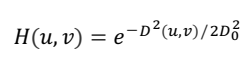 H(u, v) = e^{-D^2(u,v)/2D_0^2}